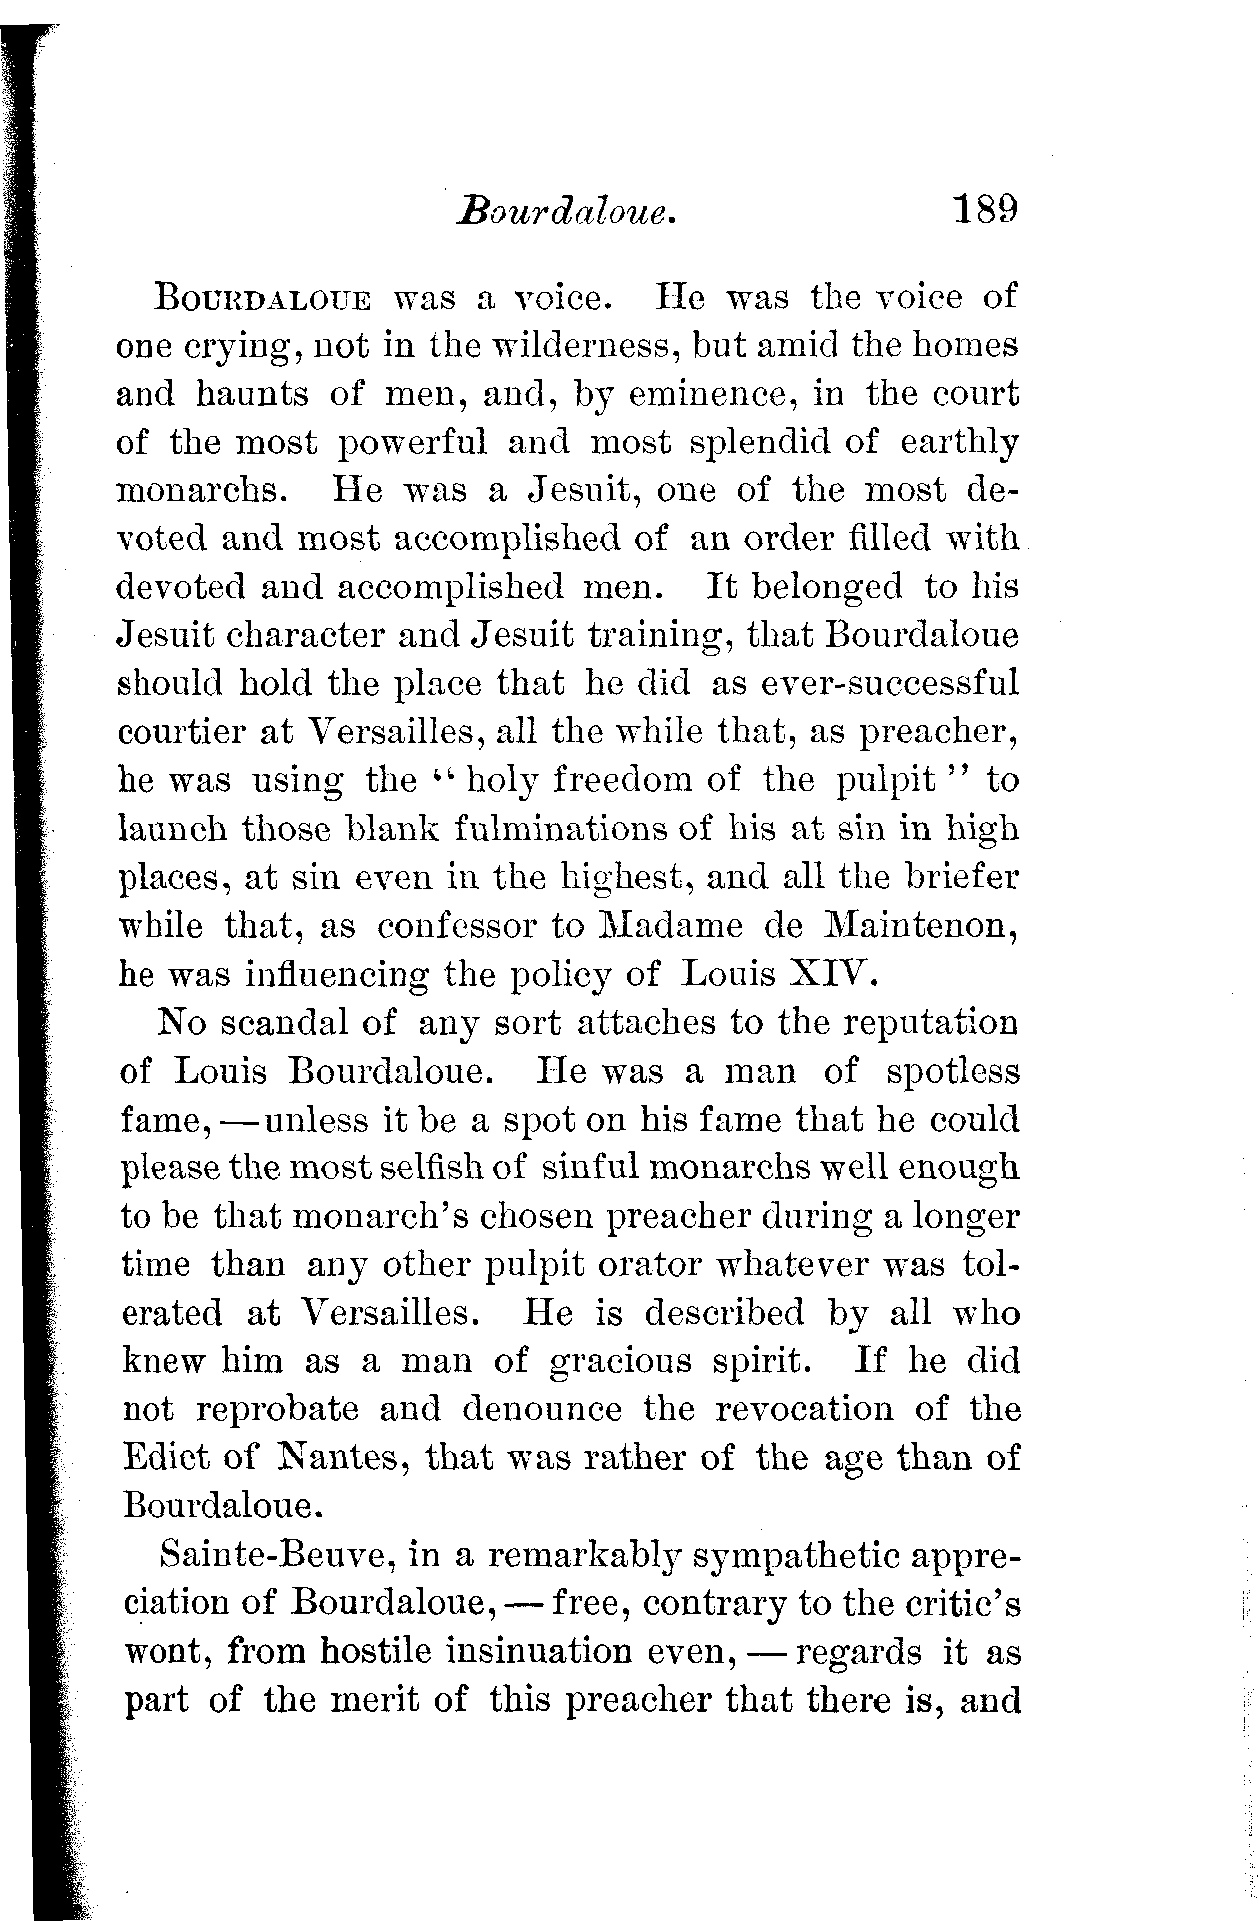 Bourdaloue. 189
BOURDALOUE was a voice. He was the voice of
one crying, not in the wilderness, but amid the homes
and haunts of men, and, by eminence, in the court
of the most powerful and most splendid of earthly
monarchs. He was a Jesuit, one of the most de-
voted and most accomplished of an order filled with
devoted and accomplished men. It belonged to his
Jesuit character and Jesuit training, that Bourdaloue
should hold the place that he did as ever-successful
courtier at Versailles, all the while that, as preacher,
he was using the “holy freedom of the pulpit” to
launch those blank fulminations of his at sin in high
places, at sin even in the highest, and all the briefer
while that, as confessor to Madame de Maintenon,
he was influencing the policy of Louis XIV.
No scandal of any sort attaches to the reputation
of Louis Bourdaloue. He was a man of spotless
fame,—unless it be a spot on his fame that he could
please the most selfish of sinful monarchs well enough
to be that monarch's chosen preacher during a longer
time than any other pulpit orator whatever was tol-
erated at Versailles. He is described by all who
knew him as a man of gracious spirit. If he did
not reprobate and denounce the revocation of the
Edict of Nantes, that was rather of the age than of
Bourdaloue.
Sainte-Beuve, in a remarkably sympathetic appre-
ciation of Bourdaloue,—free, contrary to the critic's
wont, from hostile insinuation even,—regards it as
part of the merit of this preacher that there is, and